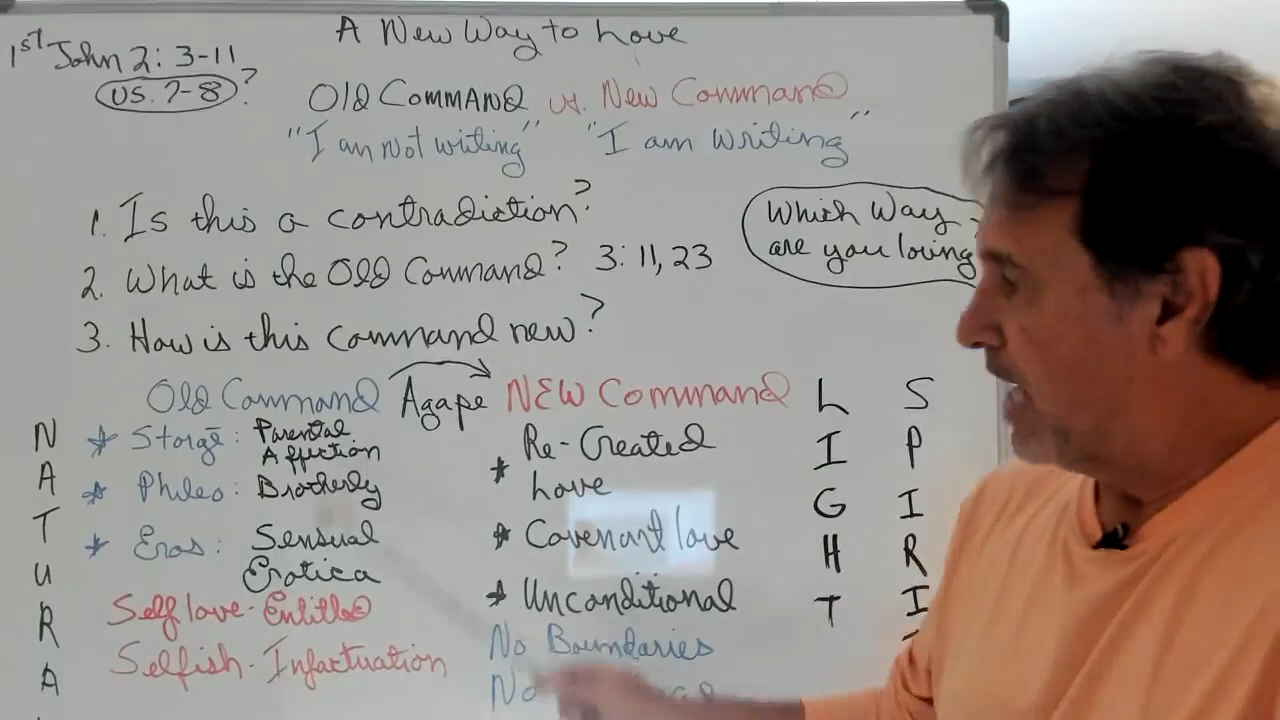 A New Way to Love
1st John 2: 3-11
vs. 7-8 ?
Old Command vs. New Command
"I am not writing" "I am writing"
1. Is this a contradiction?
2. What is the Old Command? 3: 11, 23
3. How is this command new?
Which Way
are you loving
Old Command Agape NEW Command
* Storgē: Parental
Affection
* Phileo: Brotherly
* Eros: Sensual
Erotica
Self love - Entitled
Selfish - Infactuation
* Re-Created
Love
* Covenant love
* Unconditional
No Boundaries
No
N
A
T
U
R
A
L
I
G
H
T
S
P
I
R
I